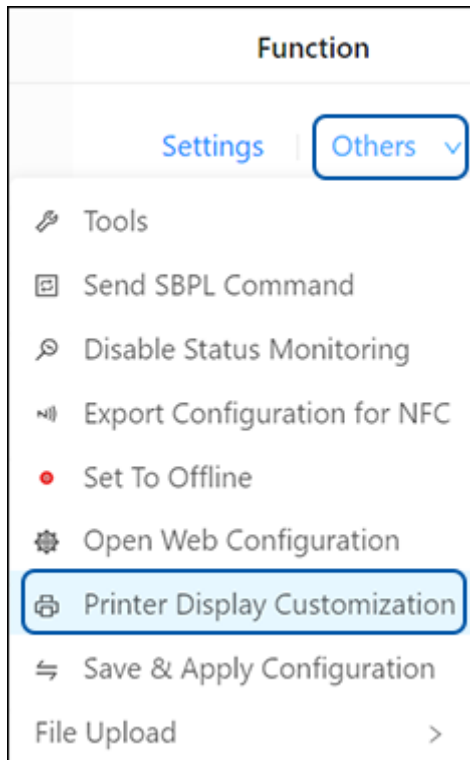 Function
Settings Others
Tools
Send SBPL Command
Disable Status Monitoring
Export Configuration for NFC
Set To Offline
Open Web Configuration
Printer Display Customization
Save & Apply Configuration
File Upload